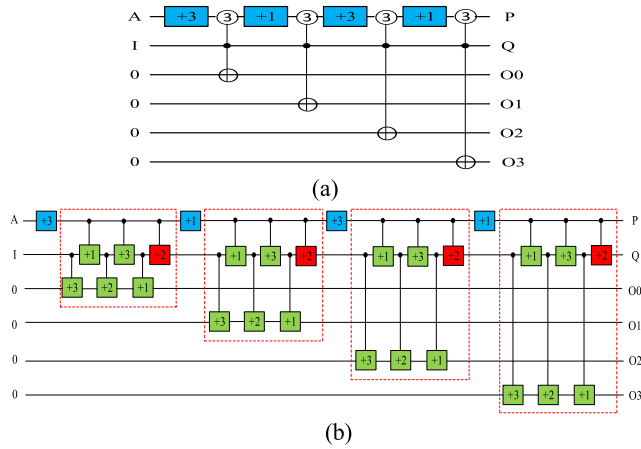 A +3 3 +1 3 +3 3 +1 3 P
I Q
0 O0
0 O1
0 O2
0 O3
(a)
A +3 +1 +3 +1 P
I +1 +3 +2 +1 +3 +2 +1 +3 +2 +1 +3 +2 Q
0 +3 +2 +1 O0
0 +3 +2 +1 O1
0 +3 +2 +1 O2
0 +3 +2 +1 O3
(b)